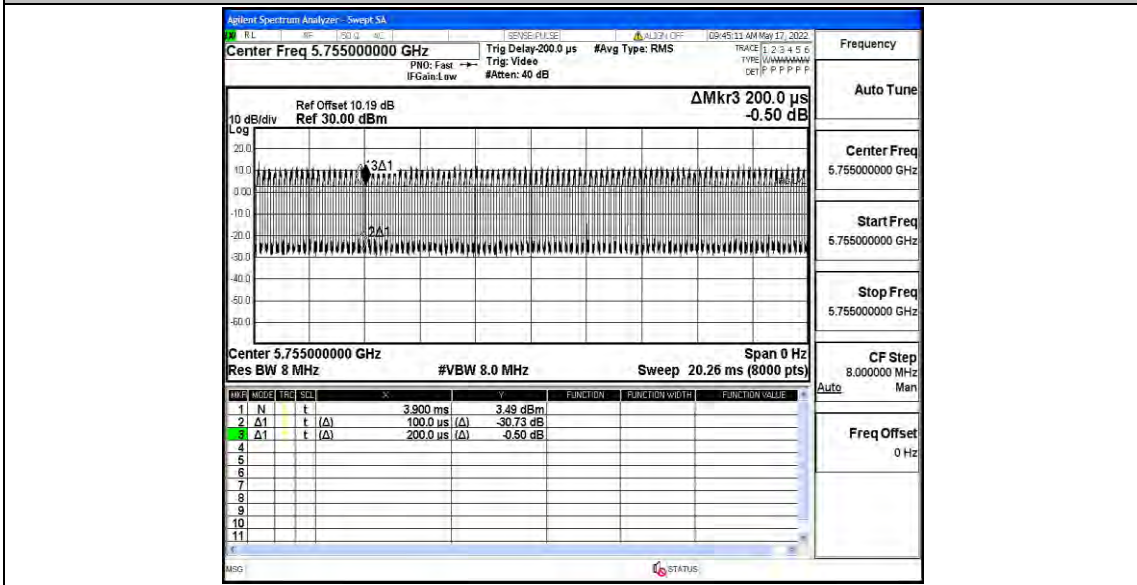 Agilent Spectrum Analyzer - Swept SA
RL RF 50 Ω AC SENSE:PULSE ALIGN OFF 09:45:11 AM May 17, 2022
Center Freq 5.755000000 GHz
PNO: Fast
IFGain:Low
Trig Delay-200.0 µs
Trig: Video
#Atten: 40 dB
#Avg Type: RMS
TRACE 1 2 3 4 5 6
TYPE WWWWWW
DET P P P P P P
Frequency
Auto Tune
Center Freq
5.755000000 GHz
Start Freq
5.755000000 GHz
Stop Freq
5.755000000 GHz
CF Step
8.000000 MHz
Auto Man
Freq Offset
0 Hz
ΔMkr3 200.0 µs
-0.50 dB
Ref Offset 10.19 dB
10 dB/div Ref 30.00 dBm
Log
20.0
10.0
0.00
-10.0
-20.0
-30.0
-40.0
-50.0
-60.0
3Δ1
2Δ1
Center 5.755000000 GHz Span 0 Hz
Res BW 8 MHz #VBW 8.0 MHz Sweep 20.26 ms (8000 pts)
MKR MODE TRC SCL X Y FUNCTION FUNCTION WIDTH FUNCTION VALUE
1 N t 3.900 ms 3.49 dBm
2 Δ1 t (Δ) 100.0 µs (Δ) -30.73 dB
3 Δ1 t (Δ) 200.0 µs (Δ) -0.50 dB
4
5
6
7
8
9
10
11
MSG STATUS